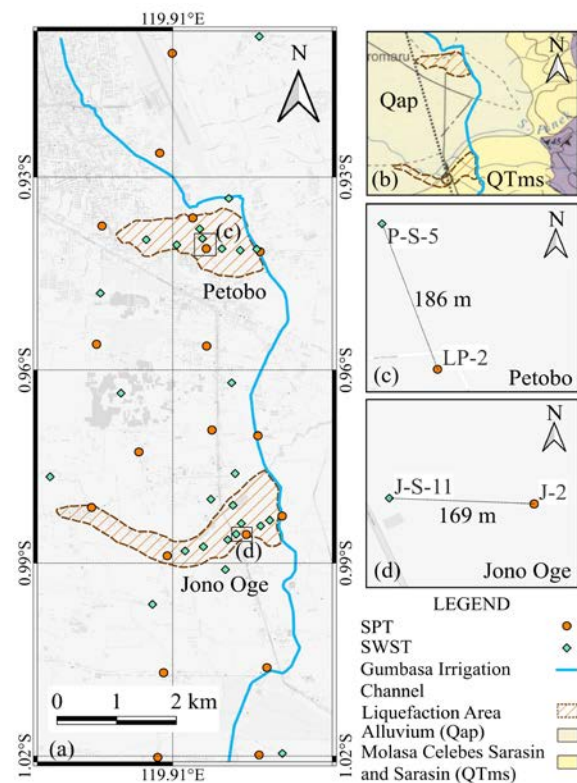 119.91°E
N
0.93°S
(c)
Petobo
0.96°S
0.96°S
0.93°S
(d)
0.99°S
0.99°S
Jono Oge
0 1 2 km
(a)
1.02°S
119.91°E
N
Qap
(b)
QTms
P-S-5
N
186 m
LP-2
(c)
Petobo
N
J-S-11
J-2
169 m
(d)
Jono Oge
LEGEND
SPT
SWST
Gumbasa Irrigation
Channel
Liquefaction Area
Alluvium (Qap)
Molasa Celebes Sarasin
and Sarasin (QTms)